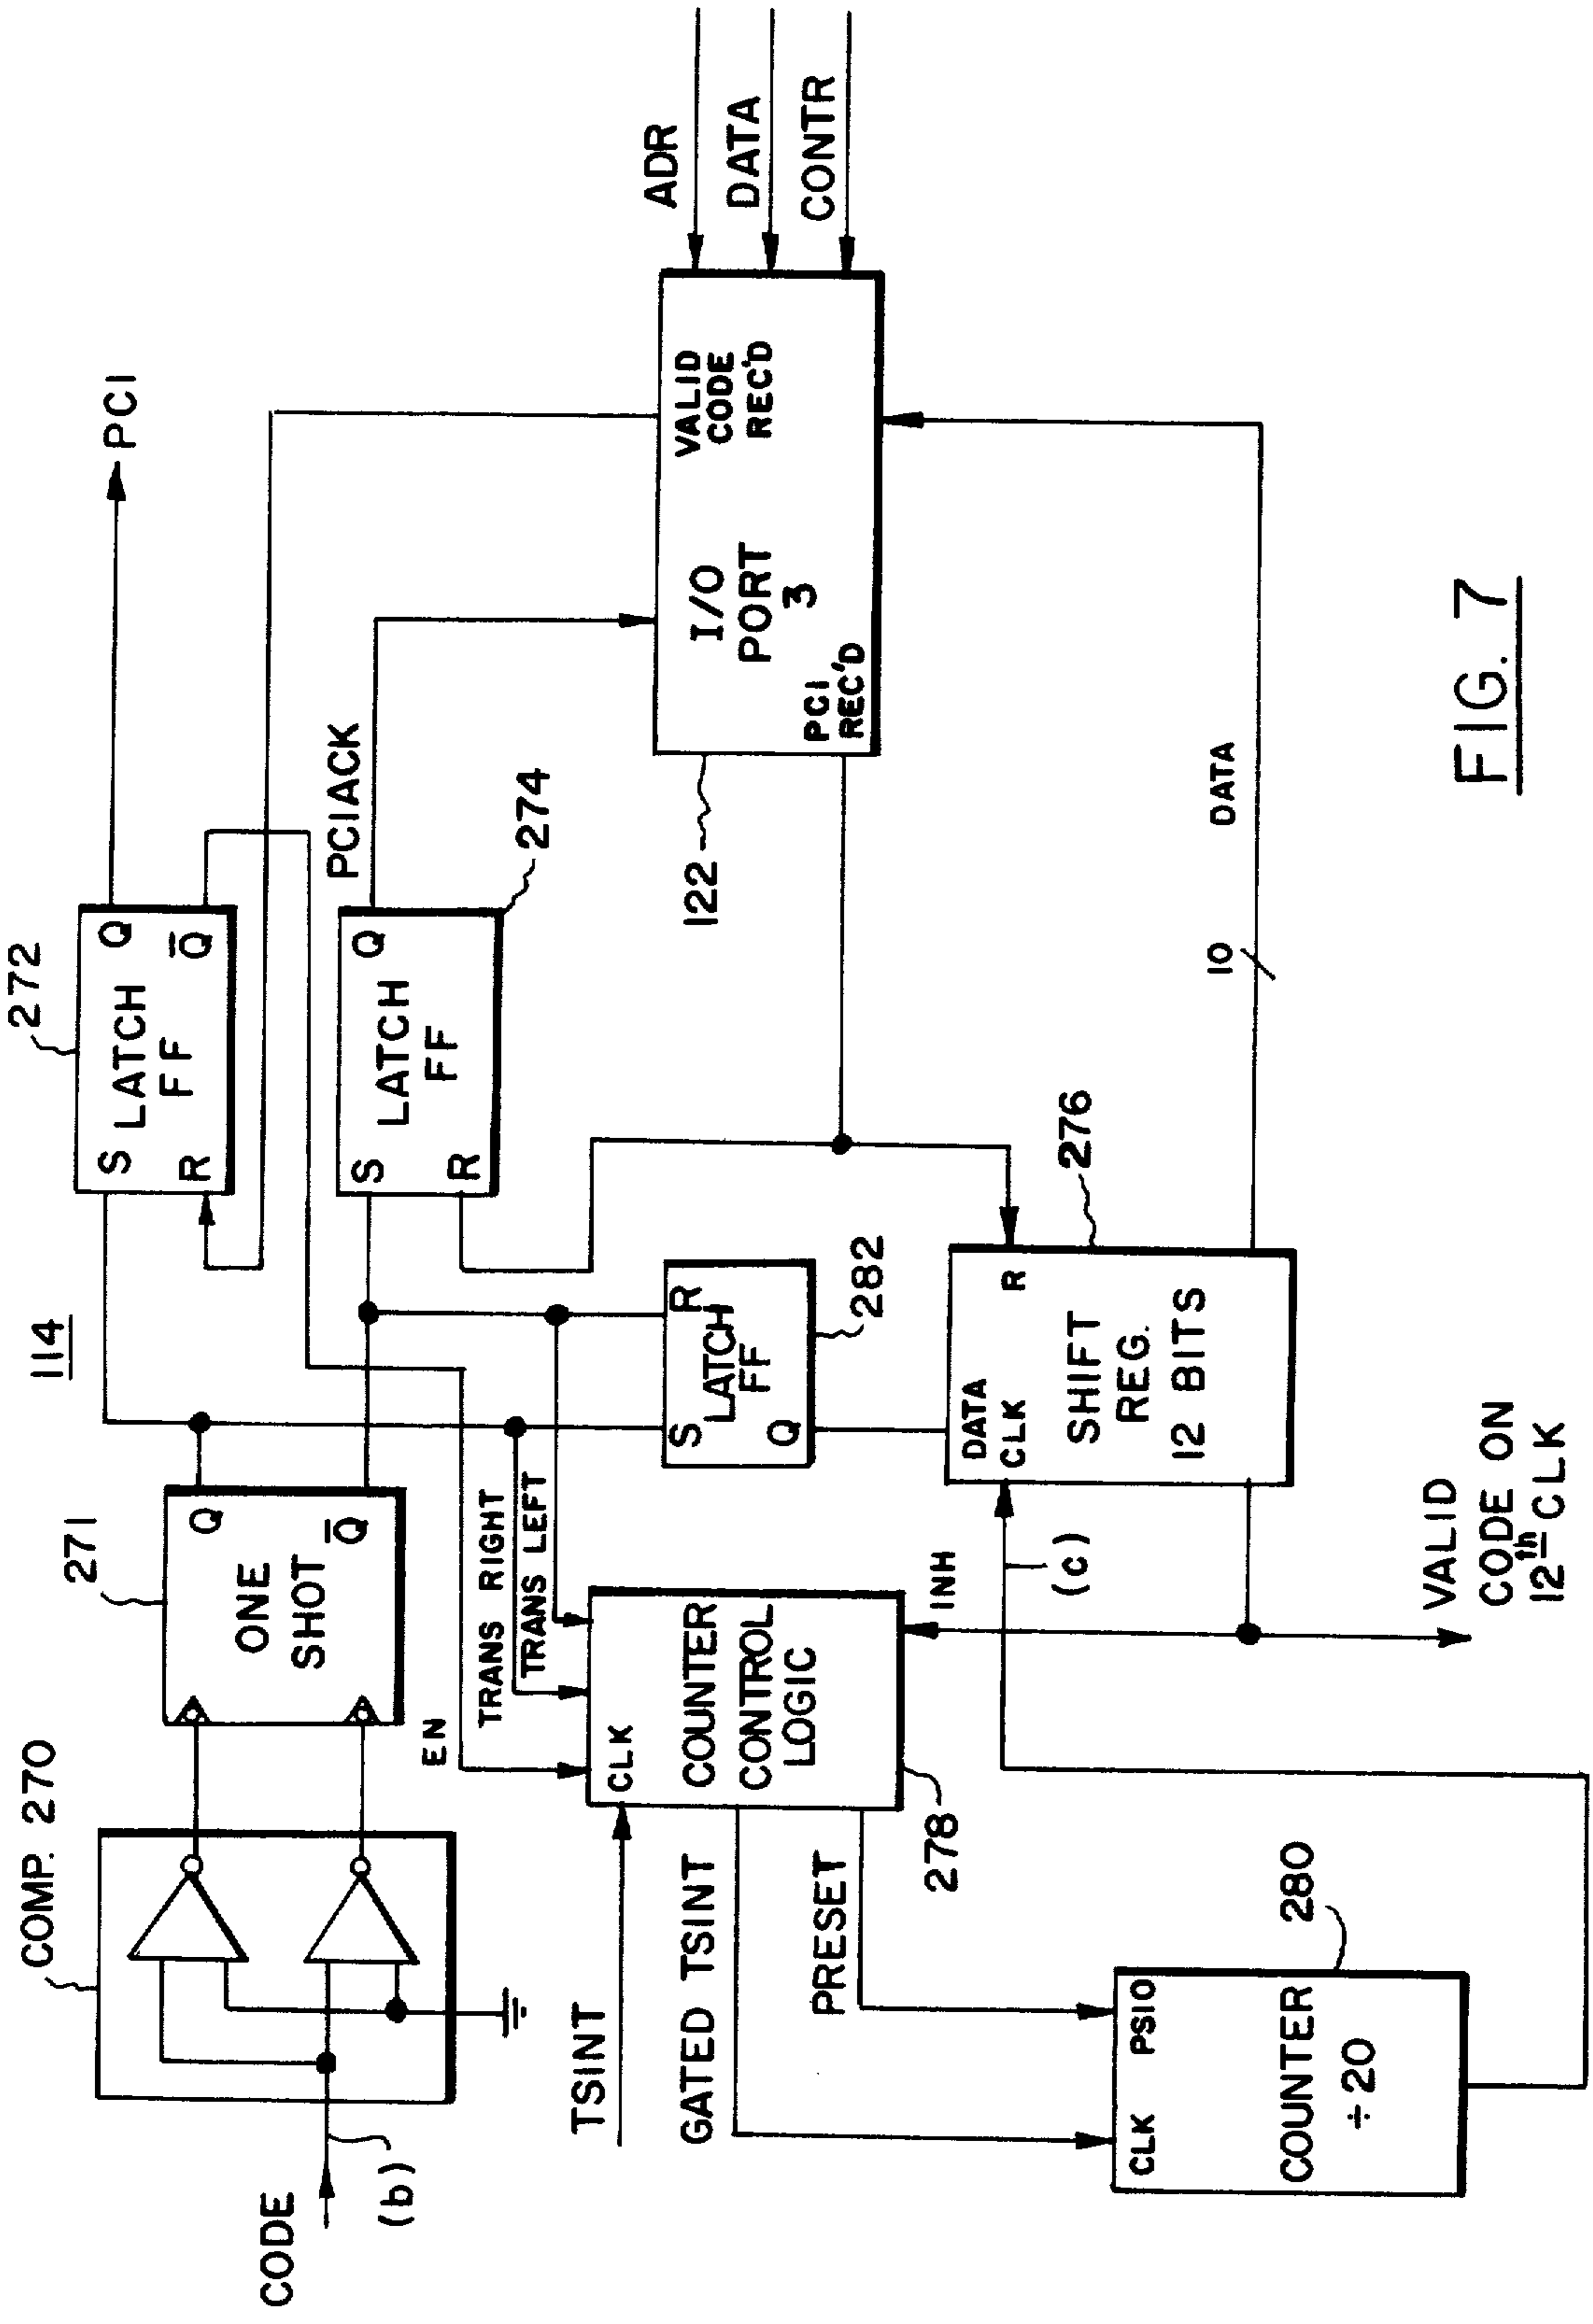 114
CODE
(b)
COMP. 270
271
ONE
SHOT
Q
Q̅
272
S
LATCH
FF
R
Q
Q̅
PCI
S
LATCH
FF
R
Q
274
PCIACK
EN
TRANS RIGHT
TRANS LEFT
S
LATCH
FF
R
Q
282
I/O
PORT
3
VALID
CODE
REC'D
PCI
REC'D
122
ADR
DATA
CONTR
TSINT
CLK
COUNTER
CONTROL
LOGIC
278
INH
GATED TSINT
PRESET
CLK
PS10
COUNTER
÷20
280
(c)
DATA
CLK
R
SHIFT
REG.
12 BITS
276
10
DATA
VALID
CODE ON
12th CLK
FIG. 7